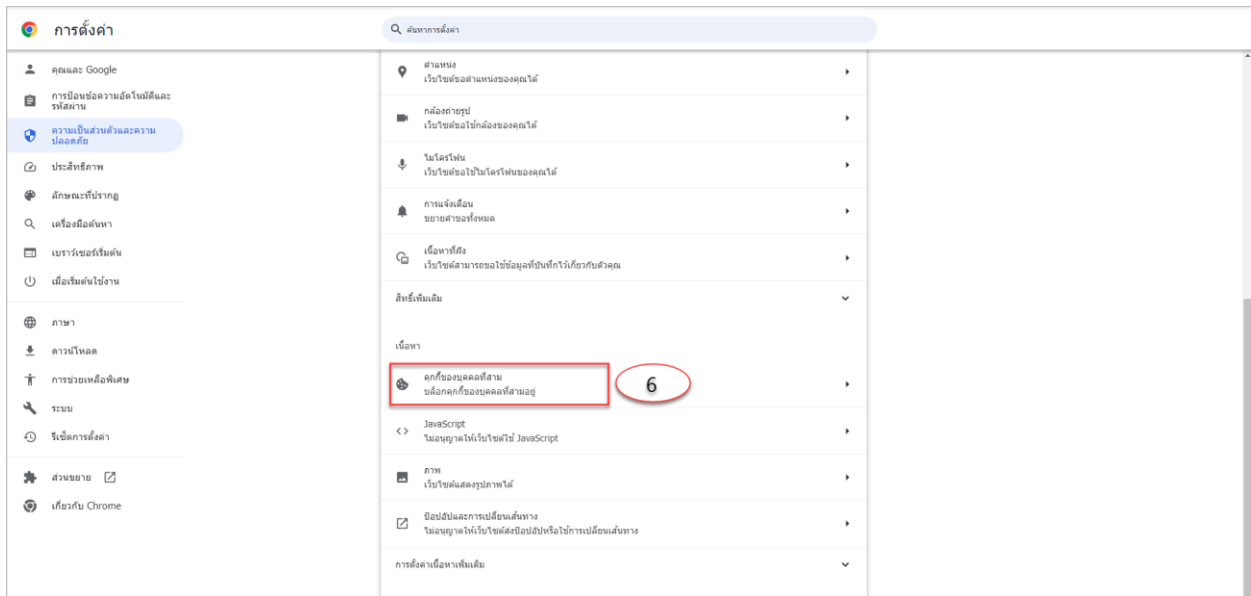 การตั้งค่า
ค้นหาการตั้งค่า
คุณและ Google
การป้อนข้อความอัตโนมัติและ
รหัสผ่าน
ความเป็นส่วนตัวและความ
ปลอดภัย
ประสิทธิภาพ
ลักษณะที่ปรากฏ
เครื่องมือค้นหา
เบราว์เซอร์เริ่มต้น
เมื่อเริ่มต้นใช้งาน
ภาษา
ดาวน์โหลด
การช่วยเหลือพิเศษ
ระบบ
รีเซ็ตการตั้งค่า
ส่วนขยาย
เกี่ยวกับ Chrome
ตำแหน่ง
เว็บไซต์ขอตำแหน่งของคุณได้
กล้องถ่ายรูป
เว็บไซต์ขอใช้กล้องของคุณได้
ไมโครโฟน
เว็บไซต์ขอใช้ไมโครโฟนของคุณได้
การแจ้งเตือน
ขยายคำขอทั้งหมด
เนื้อหาที่ฝัง
เว็บไซต์สามารถขอใช้ข้อมูลที่บันทึกไว้เกี่ยวกับตัวคุณ
สิทธิ์เพิ่มเติม
เนื้อหา
คุกกี้ของบุคคลที่สาม
บล็อกคุกกี้ของบุคคลที่สามอยู่
6
JavaScript
ไม่อนุญาตให้เว็บไซต์ใช้ JavaScript
ภาพ
เว็บไซต์แสดงรูปภาพได้
ป๊อปอัปและการเปลี่ยนเส้นทาง
ไม่อนุญาตให้เว็บไซต์ส่งป๊อปอัปหรือใช้การเปลี่ยนเส้นทาง
การตั้งค่าเนื้อหาเพิ่มเติม